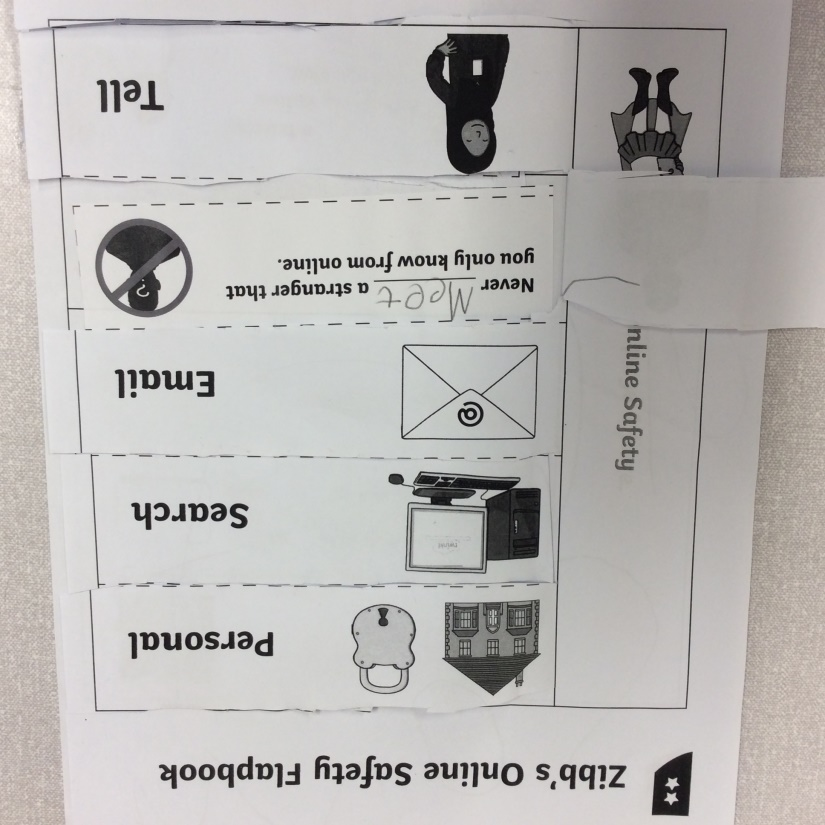 Zibb's Online Safety Flapbook
Personal
Search
Email
Never Meet a stranger that
you only know from online.
?
Tell
nline Safety
@